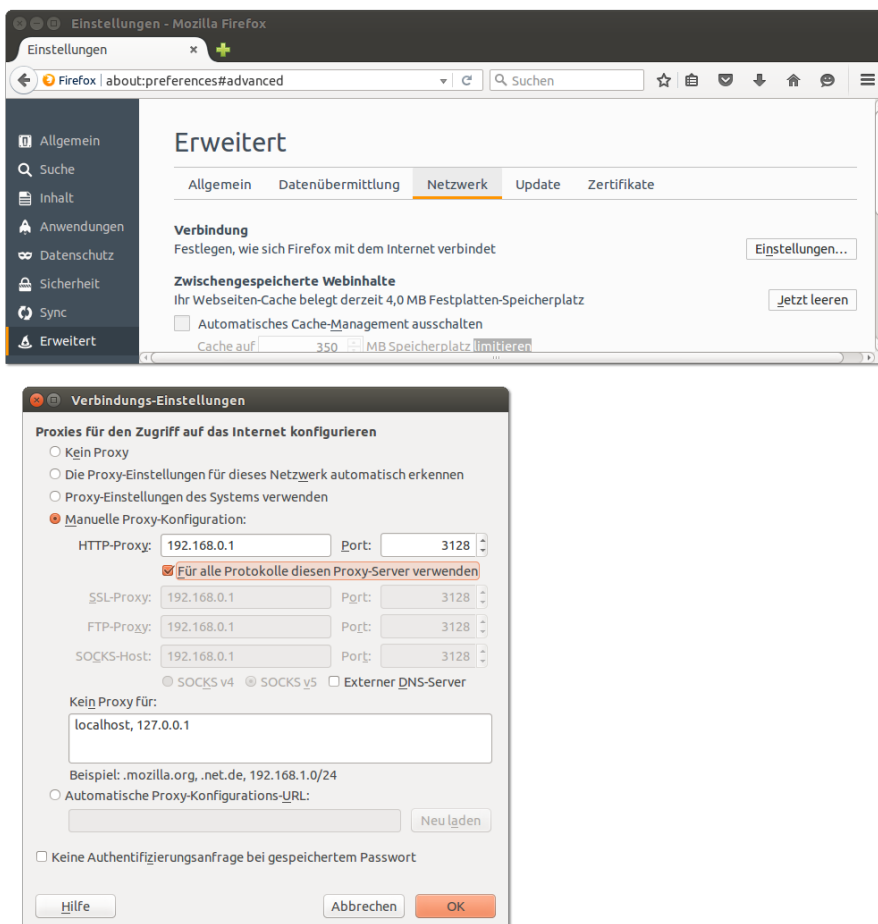 Einstellungen - Mozilla Firefox
Einstellungen
Firefox about:preferences#advanced Suchen
Allgemein
Suche
Inhalt
Anwendungen
Datenschutz
Sicherheit
Sync
Erweitert
Erweitert
Allgemein Datenübermittlung Netzwerk Update Zertifikate
Verbindung
Festlegen, wie sich Firefox mit dem Internet verbindet Einstellungen...
Zwischengespeicherte Webinhalte
Ihr Webseiten-Cache belegt derzeit 4,0 MB Festplatten-Speicherplatz Jetzt leeren
Automatisches Cache-Management ausschalten
Cache auf 350 MB Speicherplatz limitieren
Verbindungs-Einstellungen
Proxies für den Zugriff auf das Internet konfigurieren
Kein Proxy
Die Proxy-Einstellungen für dieses Netzwerk automatisch erkennen
Proxy-Einstellungen des Systems verwenden
Manuelle Proxy-Konfiguration:
HTTP-Proxy: 192.168.0.1 Port: 3128
Für alle Protokolle diesen Proxy-Server verwenden
SSL-Proxy: 192.168.0.1 Port: 3128
FTP-Proxy: 192.168.0.1 Port: 3128
SOCKS-Host: 192.168.0.1 Port: 3128
SOCKS v4 SOCKS v5 Externer DNS-Server
Kein Proxy für:
localhost, 127.0.0.1
Beispiel: .mozilla.org, .net.de, 192.168.1.0/24
Automatische Proxy-Konfigurations-URL:
Neu laden
Keine Authentifizierungsanfrage bei gespeichertem Passwort
Hilfe Abbrechen OK